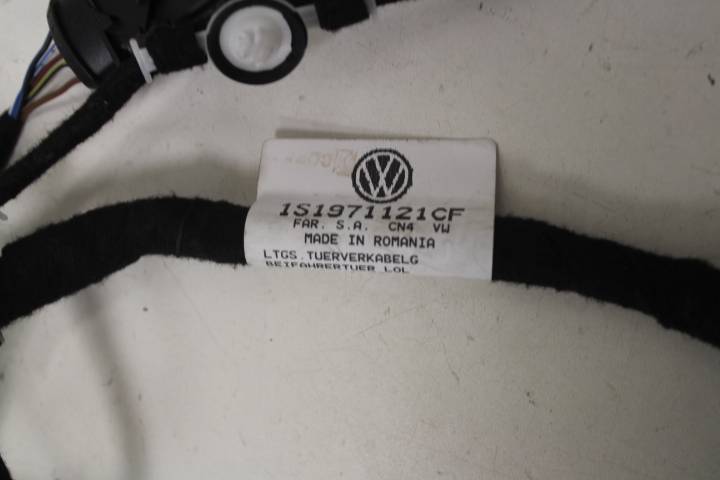 1S1971121CF
FAR. S.A. CN4 VW
MADE IN ROMANIA
LTGS.TUERVERKABELG
BEIFAHRERTUER LOL